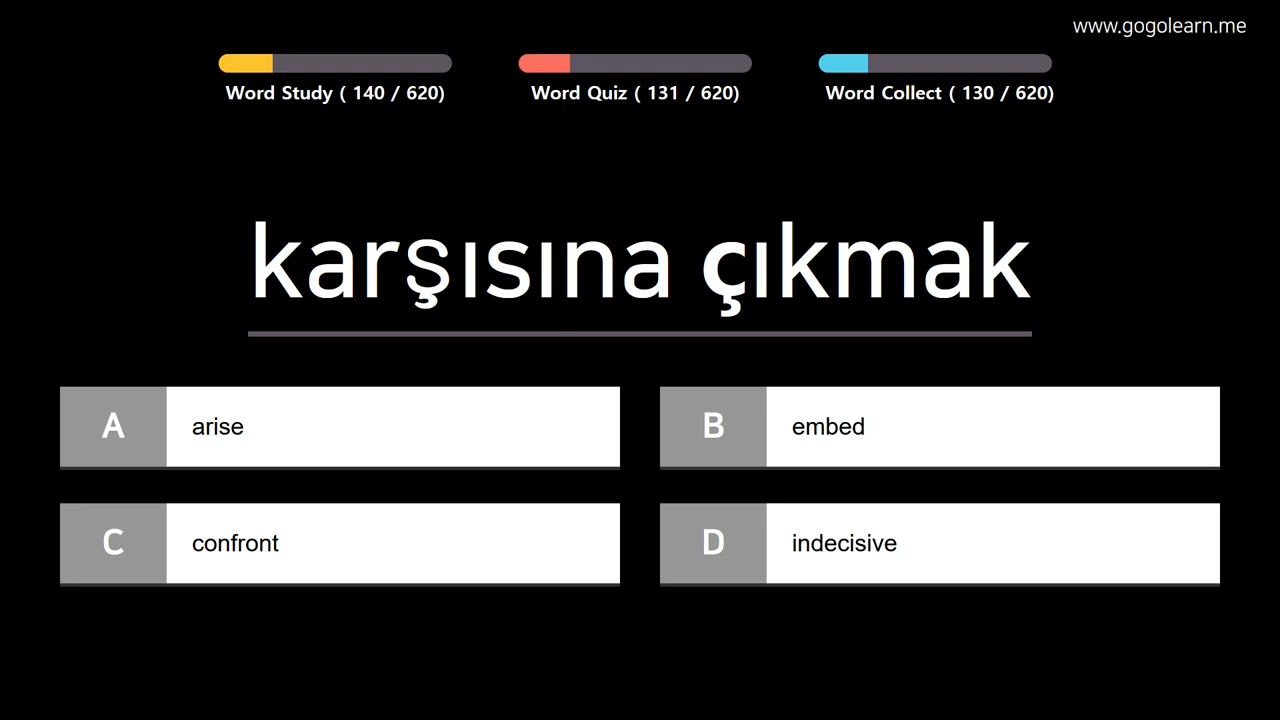 www.gogolearn.me
Word Study ( 140 / 620)
Word Quiz ( 131 / 620)
Word Collect ( 130 / 620)
karşısına çıkmak
A arise
B embed
C confront
D indecisive